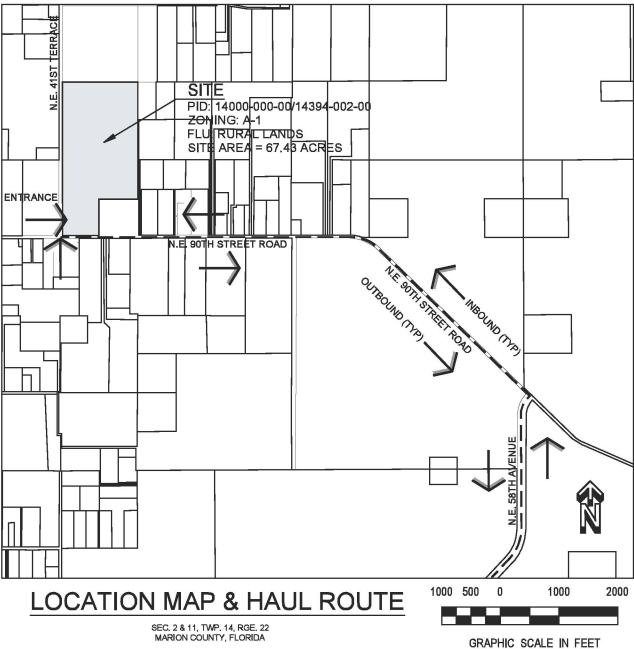 N.E. 41ST TERRACE
SITE
PID: 14000-000-00/14394-002-00
ZONING: A-1
FLU: RURAL LANDS
SITE AREA = 67.43 ACRES
ENTRANCE
N.E. 90TH STREET ROAD
N.E. 90TH STREET ROAD
INBOUND (TYP)
OUTBOUND (TYP)
N.E. 58TH AVENUE
N
LOCATION MAP & HAUL ROUTE
SEC. 2 & 11, TWP. 14, RGE. 22
MARION COUNTY, FLORIDA
1000 500 0 1000 2000
GRAPHIC SCALE IN FEET